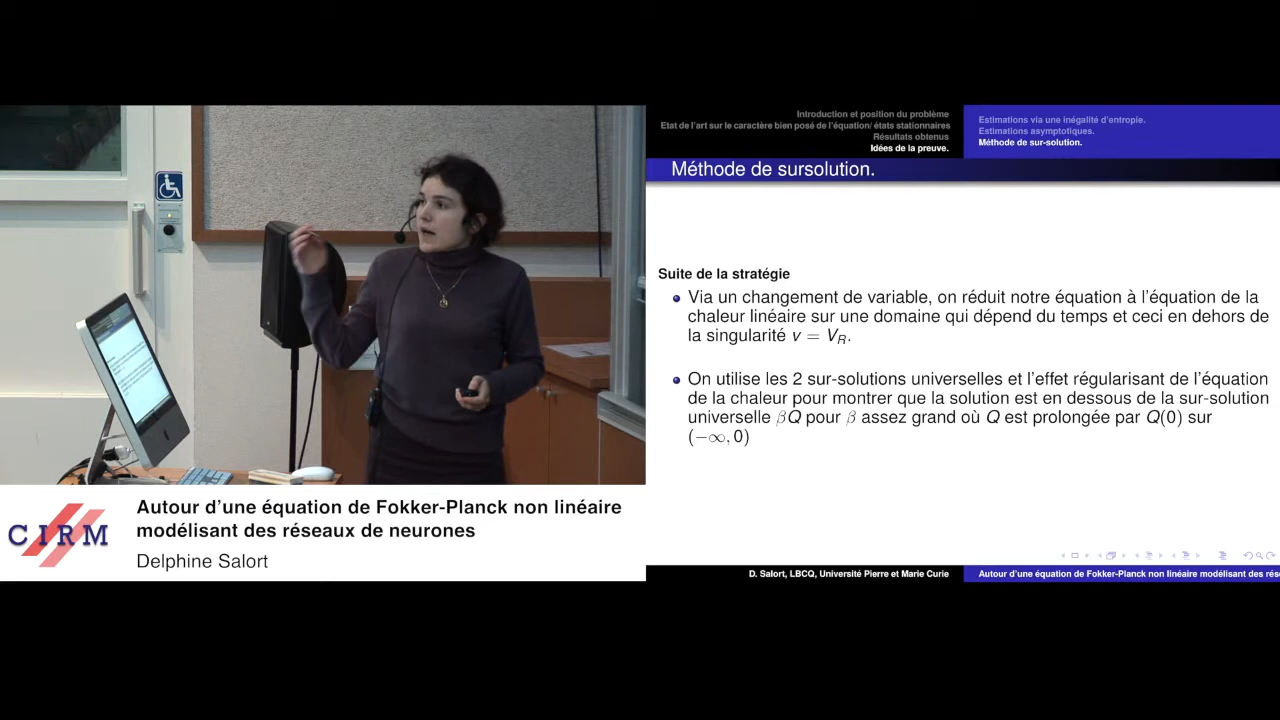 Introduction et position du problème
Etat de l'art sur le caractère bien posé de l'équation/ états stationnaires
Résultats obtenus
Idées de la preuve.
Estimations via une inégalité d'entropie.
Estimations asymptotiques.
Méthode de sur-solution.
Méthode de sursolution.
Suite de la stratégie
Via un changement de variable, on réduit notre équation à l'équation de la
chaleur linéaire sur une domaine qui dépend du temps et ceci en dehors de
la singularité v = V_R.
On utilise les 2 sur-solutions universelles et l'effet régularisant de l'équation
de la chaleur pour montrer que la solution est en dessous de la sur-solution
universelle βQ pour β assez grand où Q est prolongée par Q(0) sur
(−∞, 0)
CIRM
Autour d'une équation de Fokker-Planck non linéaire
modélisant des réseaux de neurones
Delphine Salort
D. Salort, LBCQ, Université Pierre et Marie Curie
Autour d'une équation de Fokker-Planck non linéaire modélisant des rés